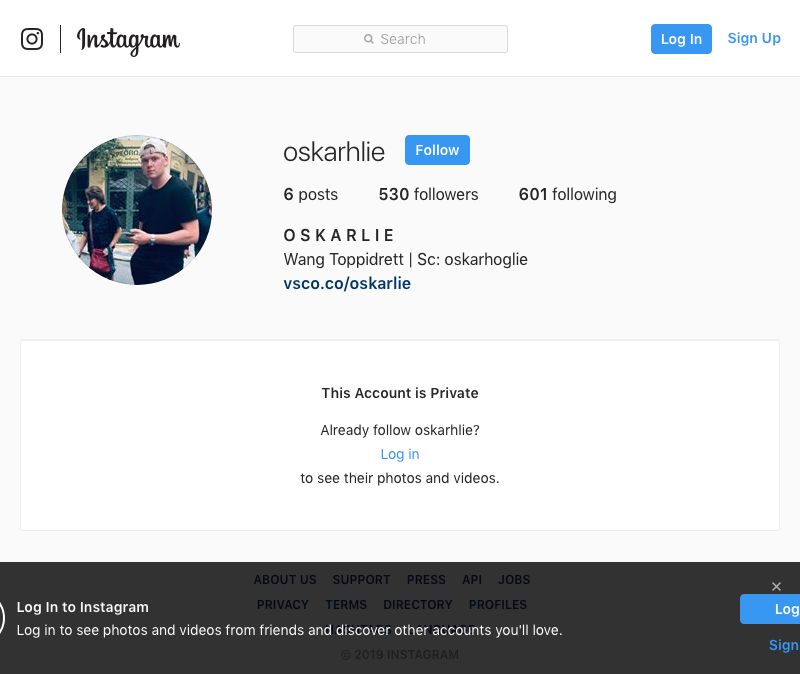 Instagram
Search
Log In
Sign Up
oskarhlie
Follow
6 posts
530 followers
601 following
O S K A R L I E
Wang Toppidrett | Sc: oskarhoglie
vsco.co/oskarlie
This Account is Private
Already follow oskarhlie?
Log in
to see their photos and videos.
ABOUT US SUPPORT PRESS API JOBS
PRIVACY TERMS DIRECTORY PROFILES
Log In to Instagram
Log in to see photos and videos from friends and discover other accounts you'll love.
Log
Sign
© 2019 INSTAGRAM